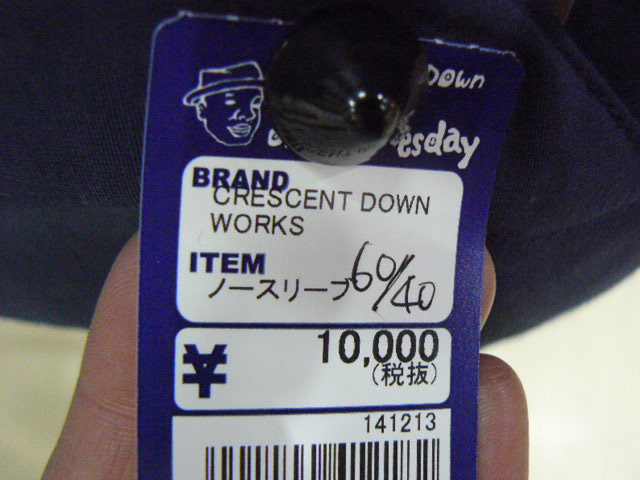 Down
esday
BRAND
CRESCENT DOWN
WORKS
ITEM
ノースリーブ 60/40
¥ 10,000
(税抜)
141213